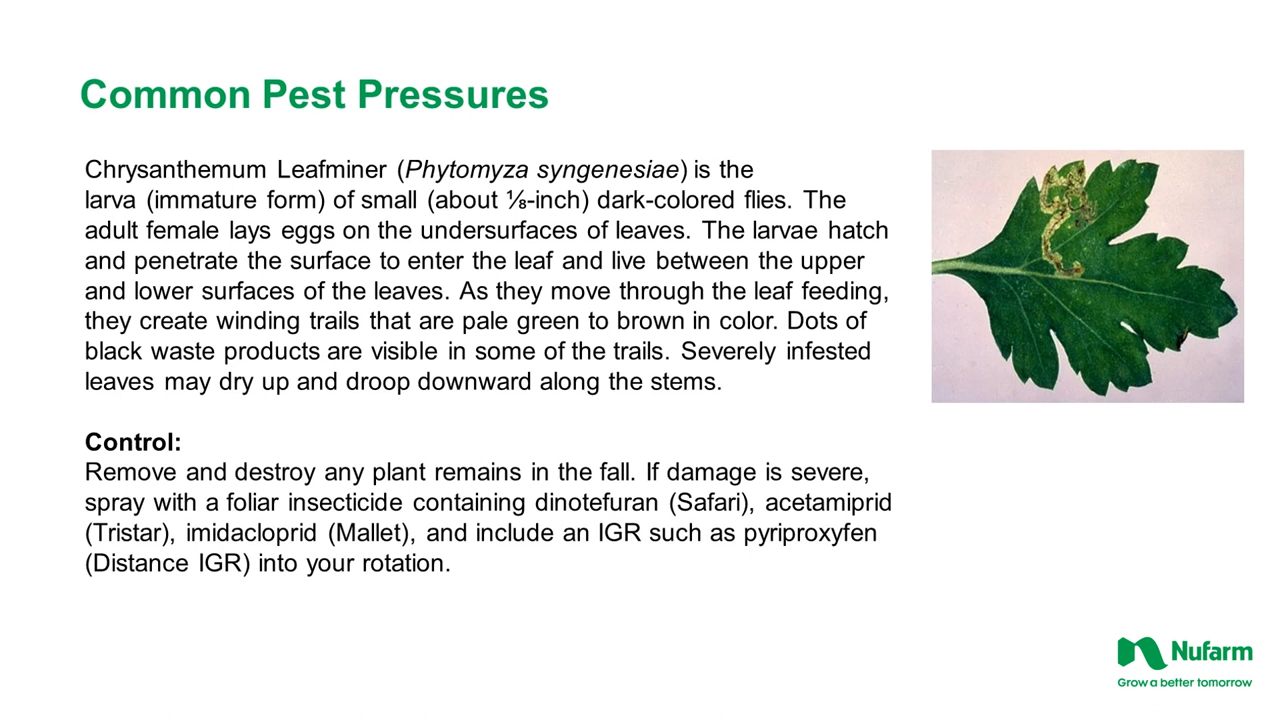 Common Pest Pressures
Chrysanthemum Leafminer (Phytomyza syngenesiae) is the
larva (immature form) of small (about ⅛-inch) dark-colored flies. The
adult female lays eggs on the undersurfaces of leaves. The larvae hatch
and penetrate the surface to enter the leaf and live between the upper
and lower surfaces of the leaves. As they move through the leaf feeding,
they create winding trails that are pale green to brown in color. Dots of
black waste products are visible in some of the trails. Severely infested
leaves may dry up and droop downward along the stems.
Control:
Remove and destroy any plant remains in the fall. If damage is severe,
spray with a foliar insecticide containing dinotefuran (Safari), acetamiprid
(Tristar), imidacloprid (Mallet), and include an IGR such as pyriproxyfen
(Distance IGR) into your rotation.
Nufarm
Grow a better tomorrow